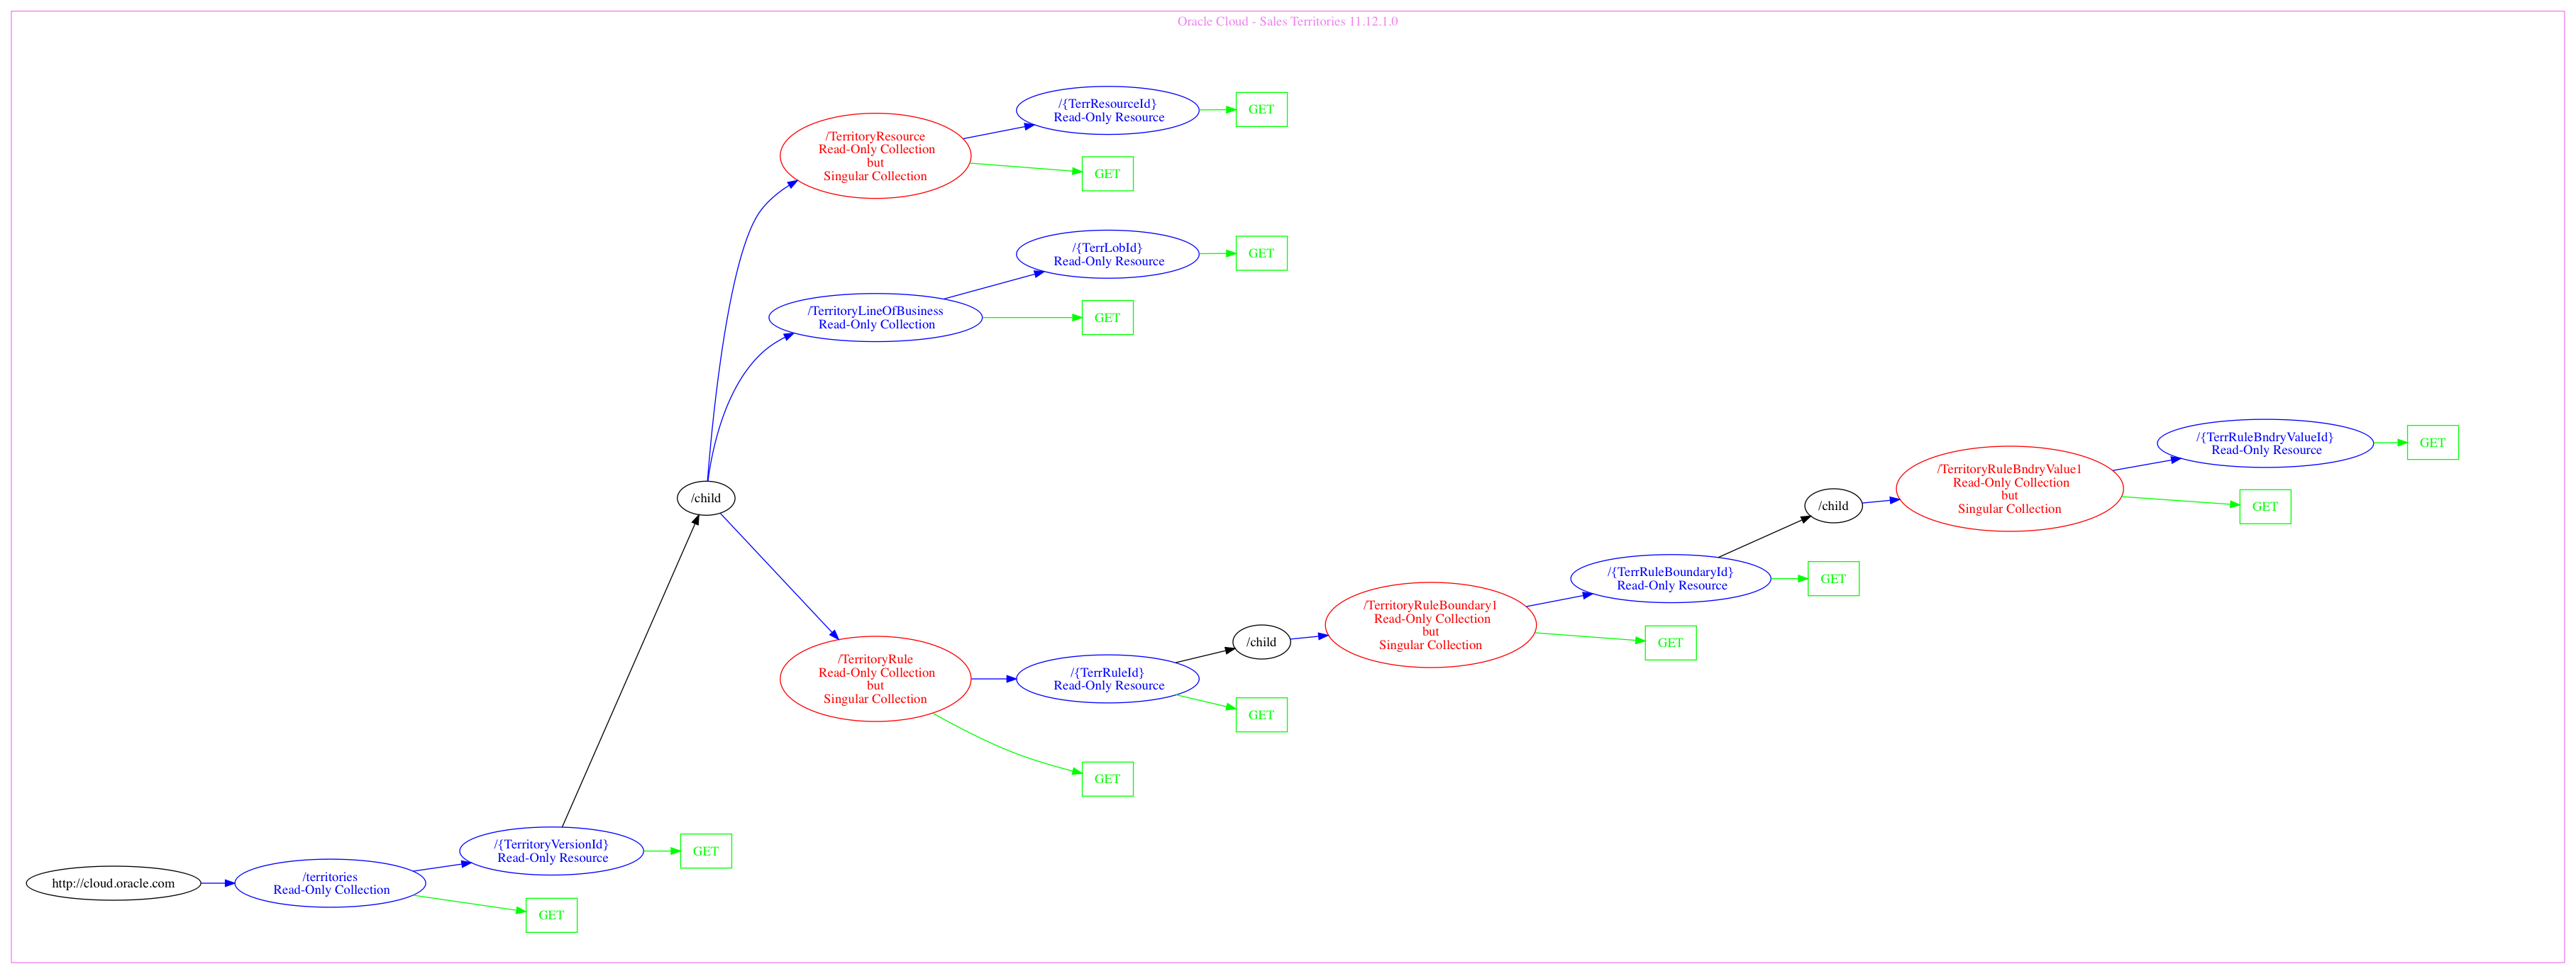 Oracle Cloud - Sales Territories 11.12.1.0
/{TerrResourceId}
Read-Only Resource
GET
/TerritoryResource
Read-Only Collection
but
Singular Collection
GET
/{TerrLobId}
Read-Only Resource
GET
/TerritoryLineOfBusiness
Read-Only Collection
GET
/{TerrRuleBndryValueId}
Read-Only Resource
GET
/TerritoryRuleBndryValue1
Read-Only Collection
but
Singular Collection
GET
/child
/child
/{TerrRuleBoundaryId}
Read-Only Resource
GET
/TerritoryRuleBoundary1
Read-Only Collection
but
Singular Collection
GET
/child
/TerritoryRule
Read-Only Collection
but
Singular Collection
/{TerrRuleId}
Read-Only Resource
GET
GET
/{TerritoryVersionId}
Read-Only Resource
GET
http://cloud.oracle.com
/territories
Read-Only Collection
GET